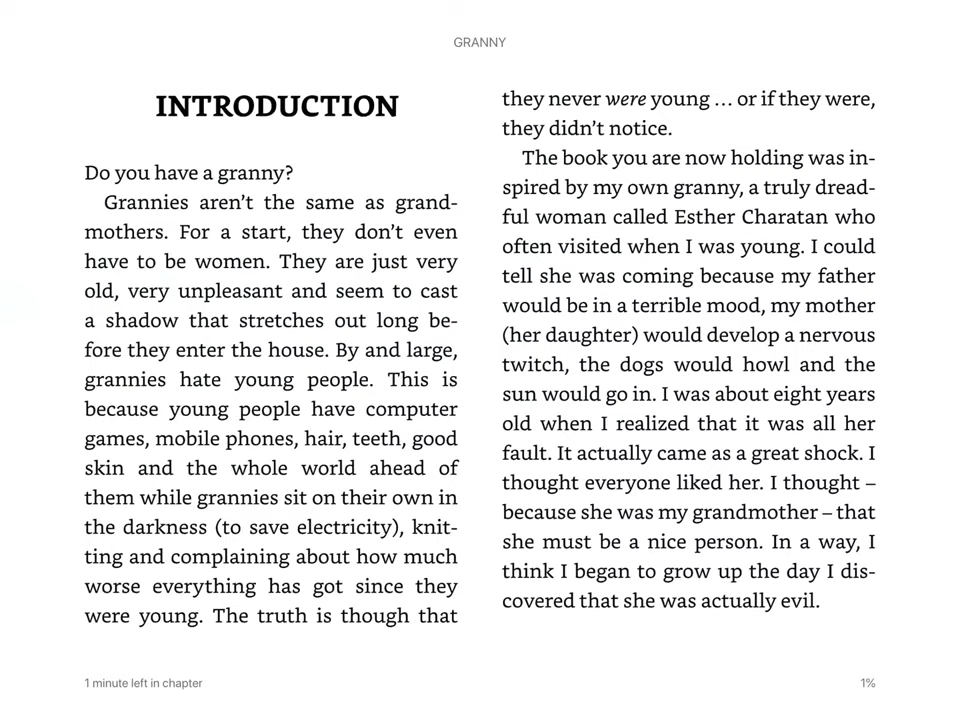 GRANNY
INTRODUCTION
Do you have a granny?
Grannies aren’t the same as grand-
mothers. For a start, they don’t even
have to be women. They are just very
old, very unpleasant and seem to cast
a shadow that stretches out long be-
fore they enter the house. By and large,
grannies hate young people. This is
because young people have computer
games, mobile phones, hair, teeth, good
skin and the whole world ahead of
them while grannies sit on their own in
the darkness (to save electricity), knit-
ting and complaining about how much
worse everything has got since they
were young. The truth is though that
they never were young … or if they were,
they didn’t notice.
The book you are now holding was in-
spired by my own granny, a truly dread-
ful woman called Esther Charatan who
often visited when I was young. I could
tell she was coming because my father
would be in a terrible mood, my mother
(her daughter) would develop a nervous
twitch, the dogs would howl and the
sun would go in. I was about eight years
old when I realized that it was all her
fault. It actually came as a great shock. I
thought everyone liked her. I thought –
because she was my grandmother – that
she must be a nice person. In a way, I
think I began to grow up the day I dis-
covered that she was actually evil.
1 minute left in chapter
1%